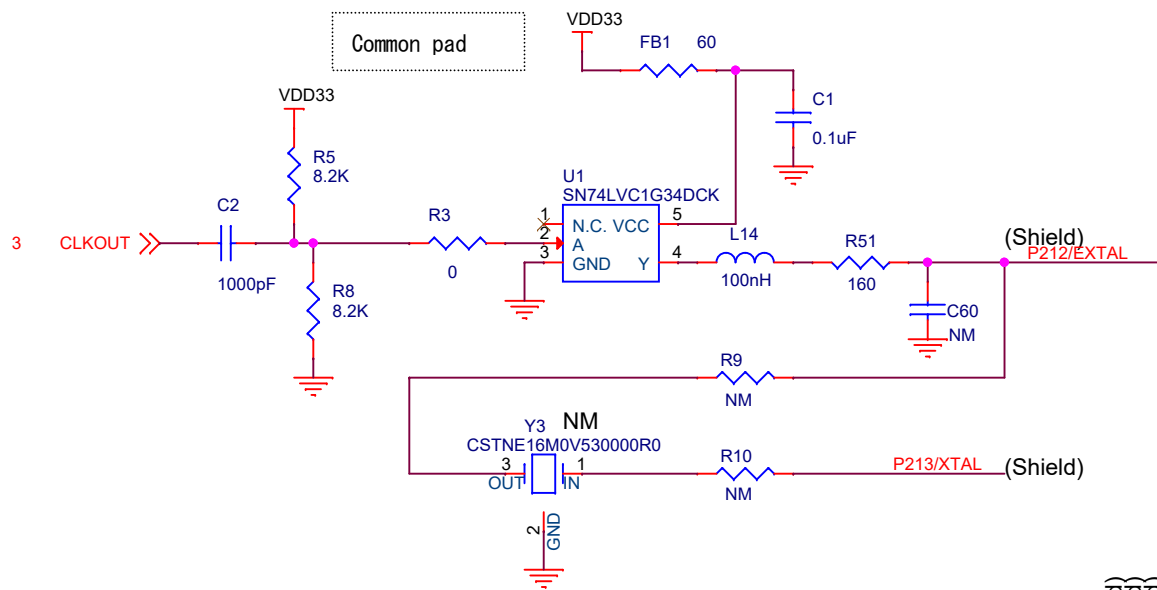 Common pad
VDD33
FB1 60
C1
0.1uF
VDD33
R5
8.2K
C2
1000pF
3 CLKOUT
R8
8.2K
R3
0
U1
SN74LVC1G34DCK
1 N.C. VCC 5
2 A
3 GND Y 4
L14
100nH
R51
160
(Shield)
P212/EXTAL
C60
NM
R9
NM
Y3 NM
CSTNE16M0V530000R0
3 1
OUT IN
2 GND
R10
NM
P213/XTAL (Shield)